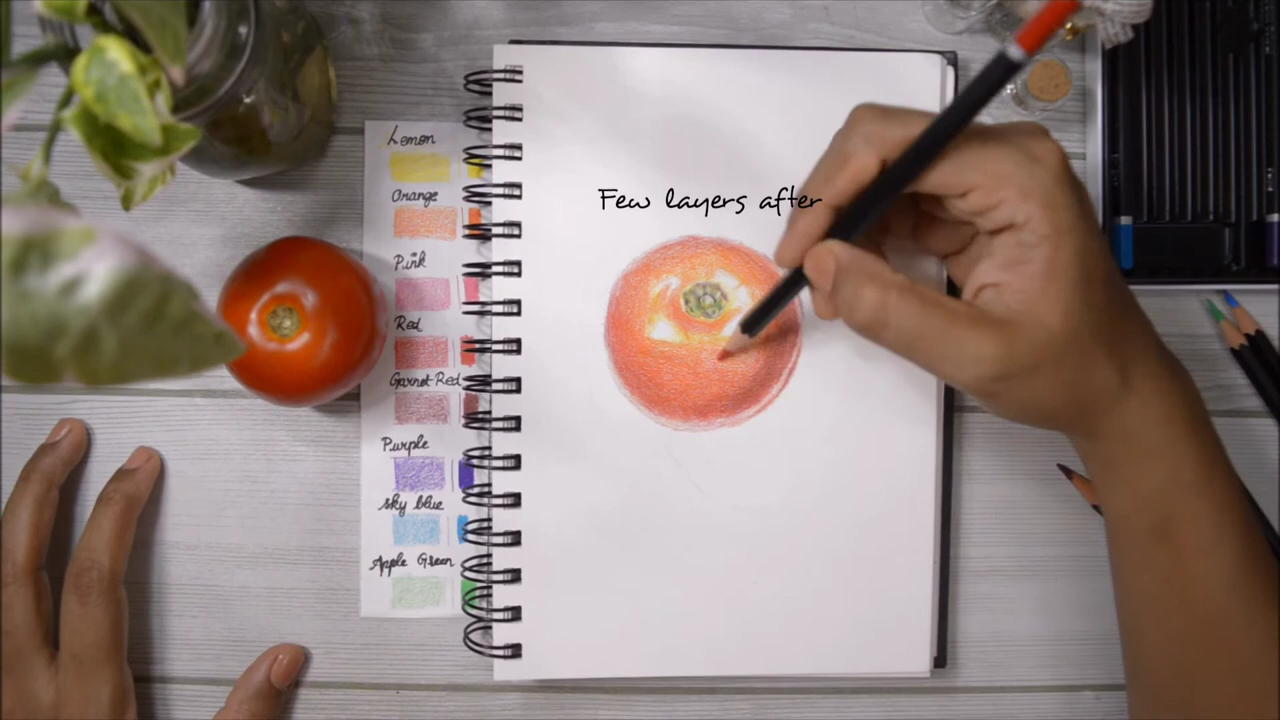 Lemon
Orange
Pink
Red
Garnet Red
Purple
sky blue
Apple Green
Few layers after